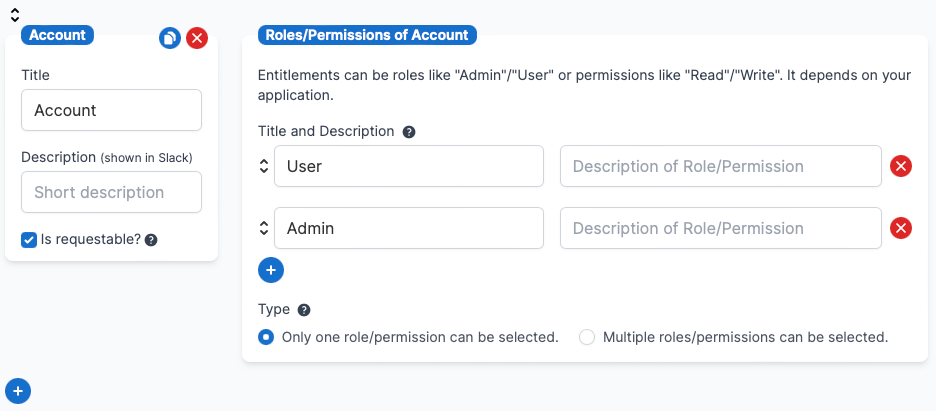 Account
Title
Account
Description (shown in Slack)
Short description
Is requestable? ?
Roles/Permissions of Account
Entitlements can be roles like "Admin"/"User" or permissions like "Read"/"Write". It depends on your
application.
Title and Description ?
User
Description of Role/Permission
Admin
Description of Role/Permission
Type ?
Only one role/permission can be selected.
Multiple roles/permissions can be selected.